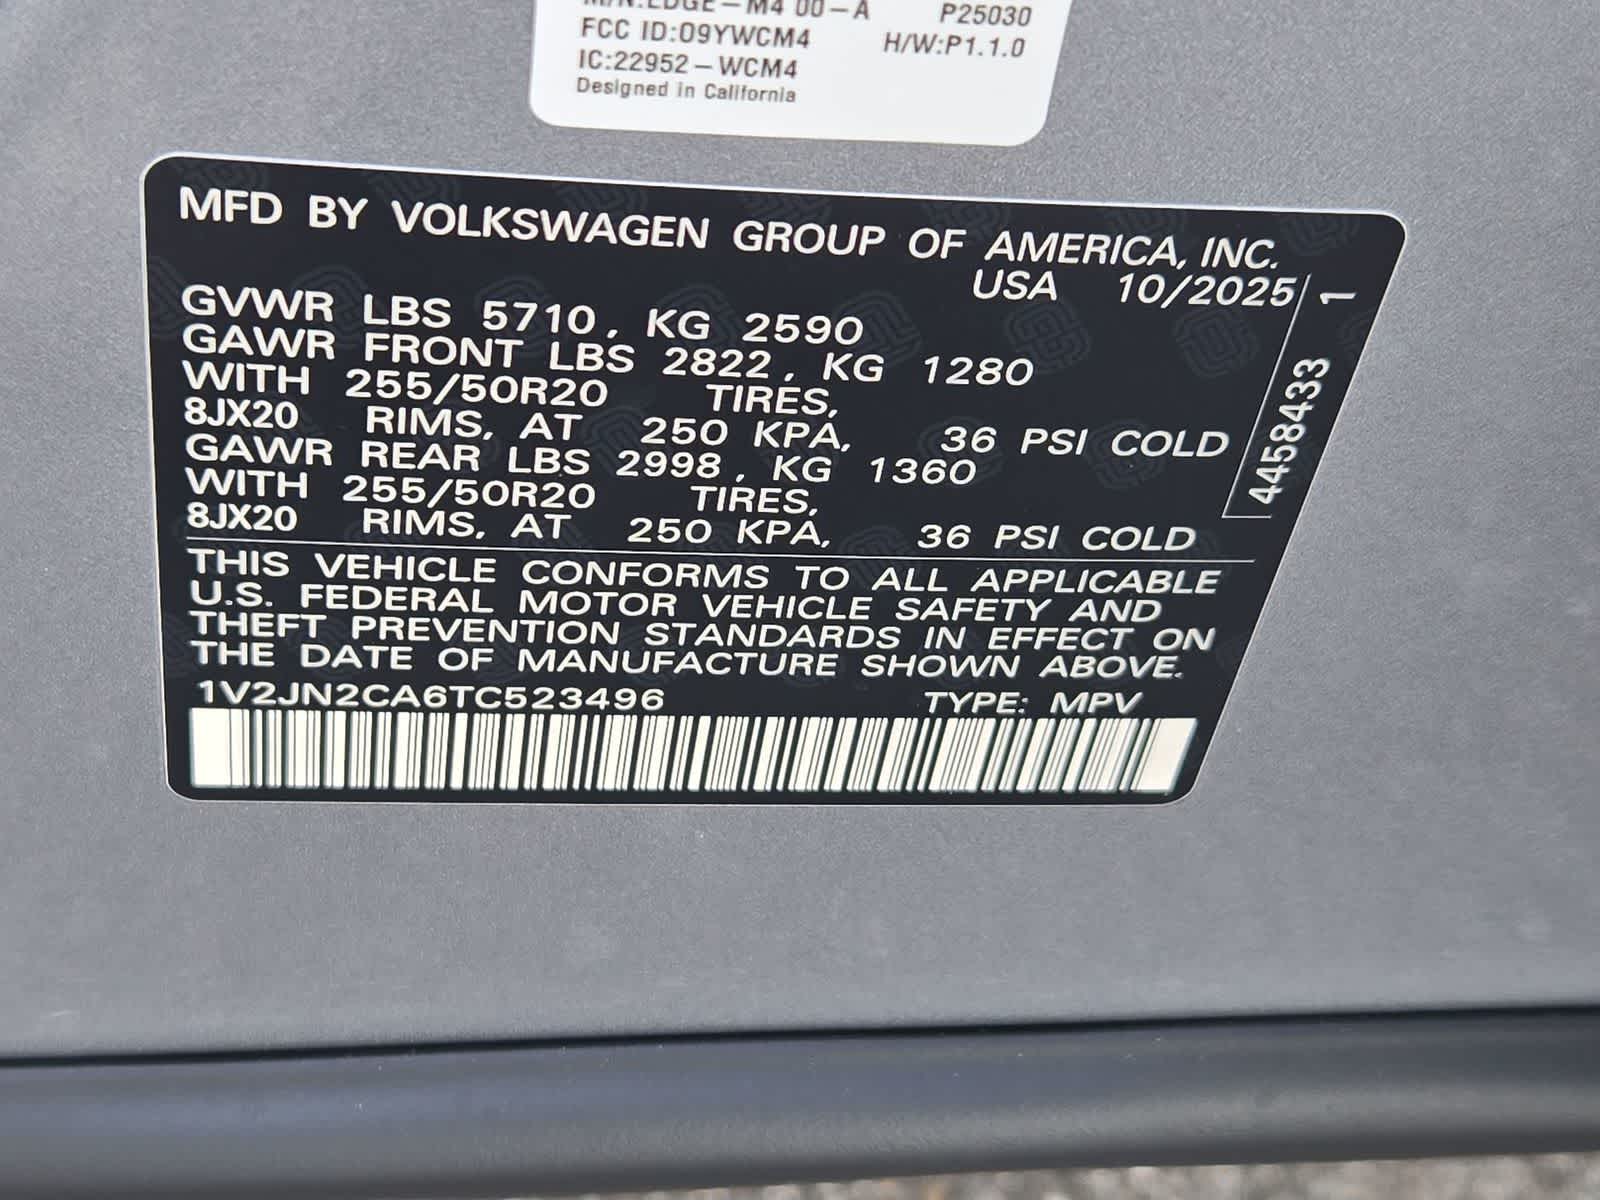 M/N:EDGE-M4 00-A P25030
FCC ID:O9YWCM4 H/W:P1.1.0
IC:22952-WCM4
Designed in California
MFD BY VOLKSWAGEN GROUP OF AMERICA, INC.
USA 10/2025
GVWR LBS 5710, KG 2590
GAWR FRONT LBS 2822, KG 1280
WITH 255/50R20 TIRES,
8JX20 RIMS, AT 250 KPA, 36 PSI COLD
GAWR REAR LBS 2998, KG 1360
WITH 255/50R20 TIRES,
8JX20 RIMS, AT 250 KPA, 36 PSI COLD
4458433 1
THIS VEHICLE CONFORMS TO ALL APPLICABLE
U.S. FEDERAL MOTOR VEHICLE SAFETY AND
THEFT PREVENTION STANDARDS IN EFFECT ON
THE DATE OF MANUFACTURE SHOWN ABOVE.
1V2JN2CA6TC523496 TYPE: MPV